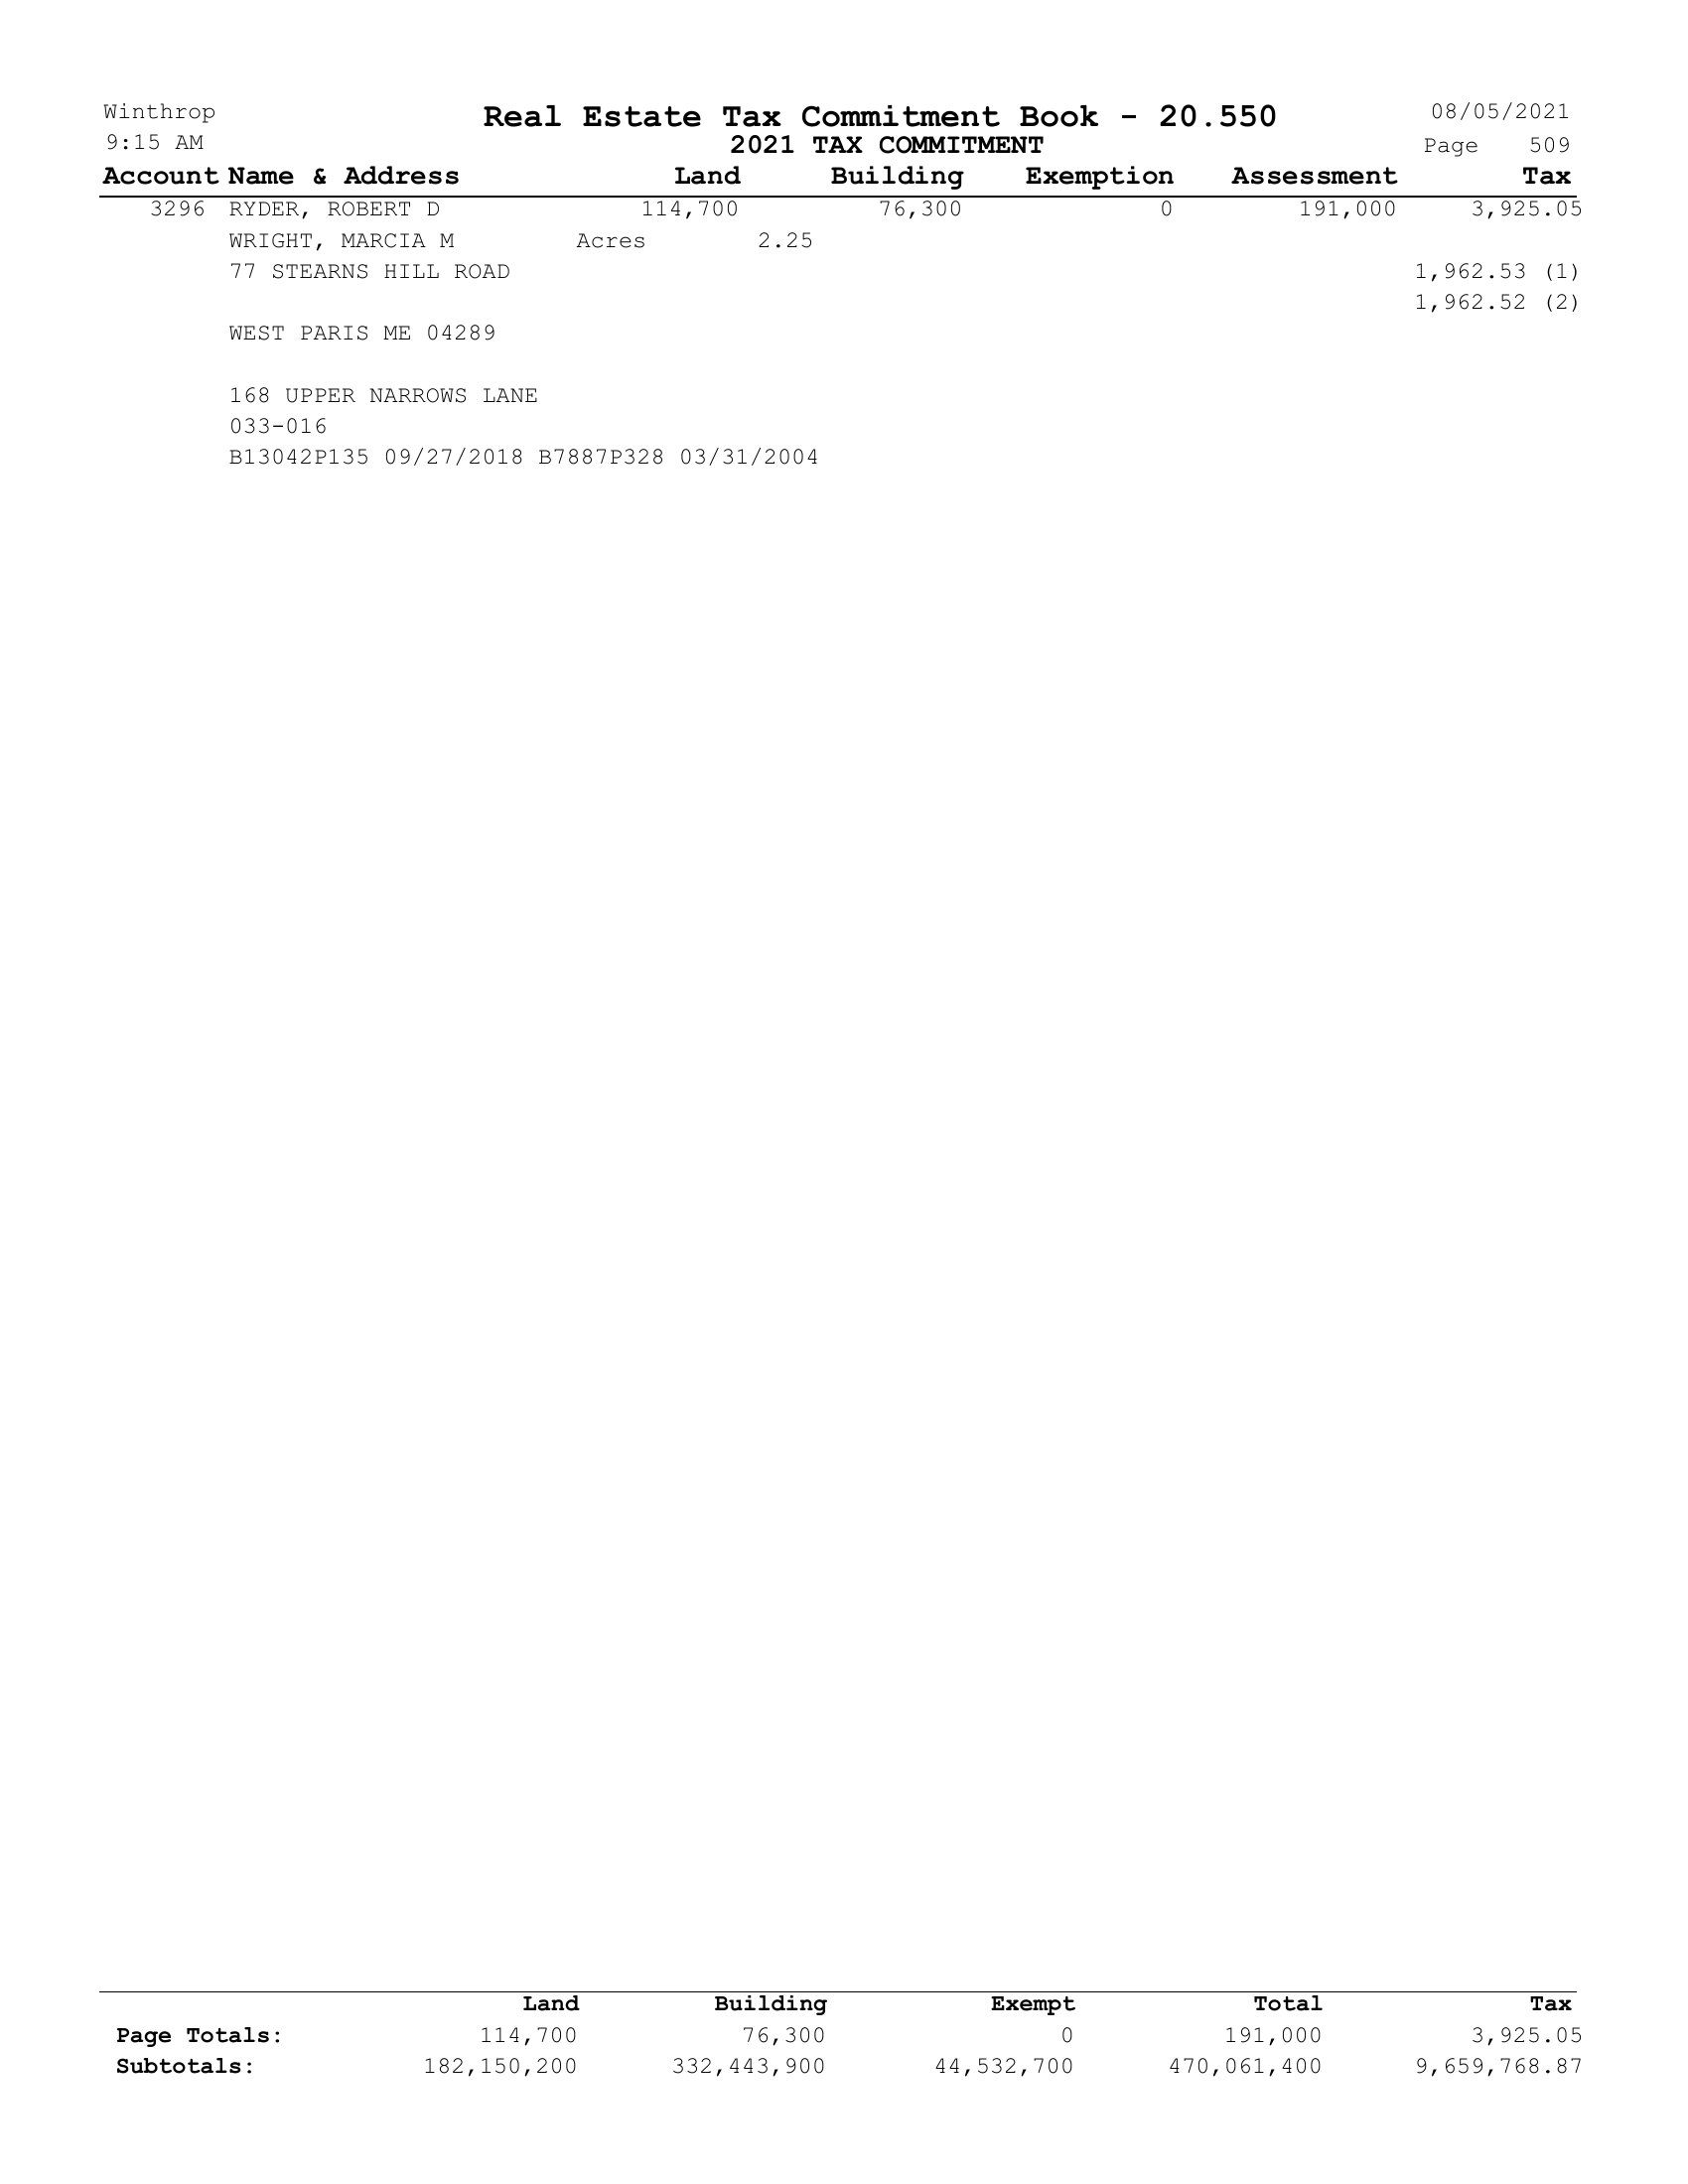 Winthrop Real Estate Tax Commitment Book - 20.550 08/05/2021
9:15 AM 2021 TAX COMMITMENT Page 509
Account Name & Address Land Building Exemption Assessment Tax
3296 RYDER, ROBERT D 114,700 76,300 0 191,000 3,925.05
WRIGHT, MARCIA M Acres 2.25
77 STEARNS HILL ROAD 1,962.53 (1)
1,962.52 (2)
WEST PARIS ME 04289
168 UPPER NARROWS LANE
033-016
B13042P135 09/27/2018 B7887P328 03/31/2004
Land Building Exempt Total Tax
Page Totals: 114,700 76,300 0 191,000 3,925.05
Subtotals: 182,150,200 332,443,900 44,532,700 470,061,400 9,659,768.87